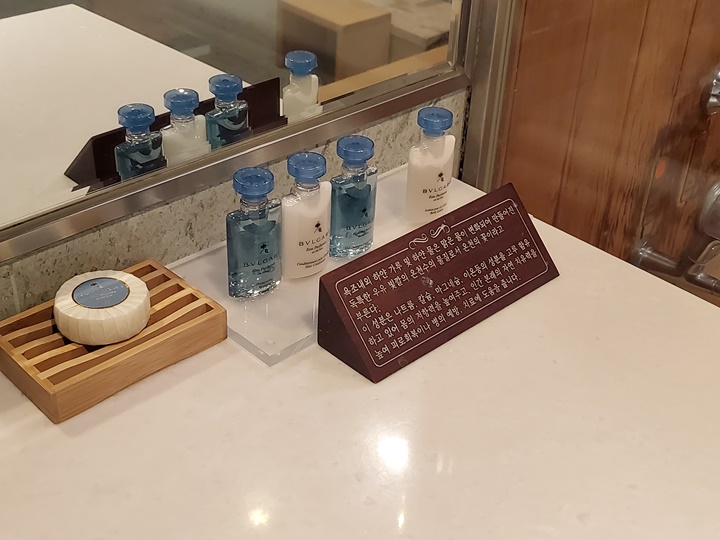 BVLGARI
BVLGARI
BVLGARI
욕조내의 하얀 가루 및 하얀 물은 맑은 물이 변화되어 만들어진
독특한 우유 빛깔의 온천수의 물질로서 온천의 꽃이라고
부른다.
이 성분은 나트륨, 칼슘, 마그네슘, 이온등의 성분을 고루 함유
하고 있어 몸의 저항력을 높여주고, 인간 본래의 자연 치유력을
높여 피로회복이나 병의 예방, 치료에 도움을 줍니다.